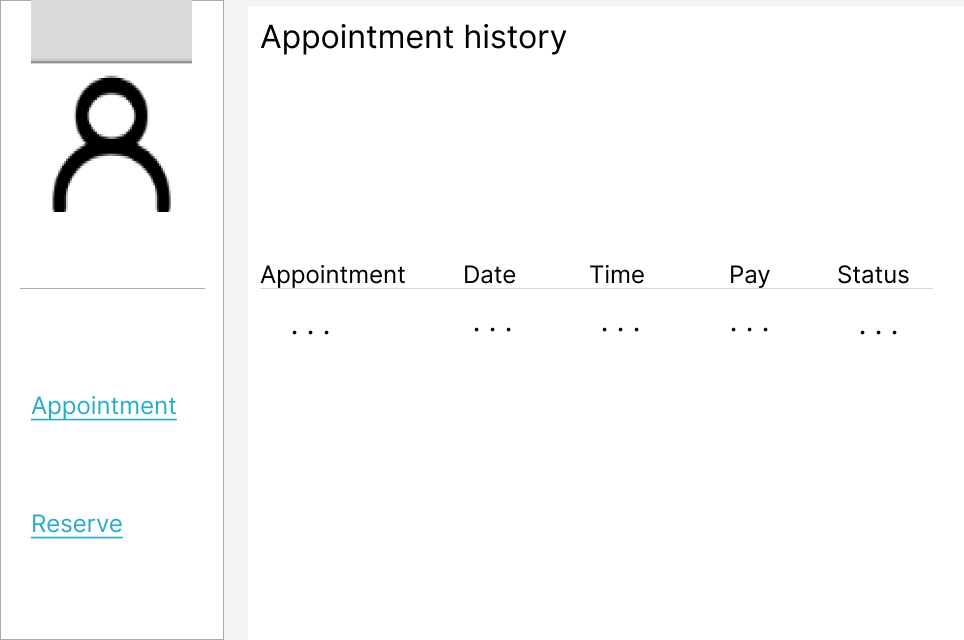 Appointment history
Appointment Date Time Pay Status
... ... ... ... ...
Appointment
Reserve